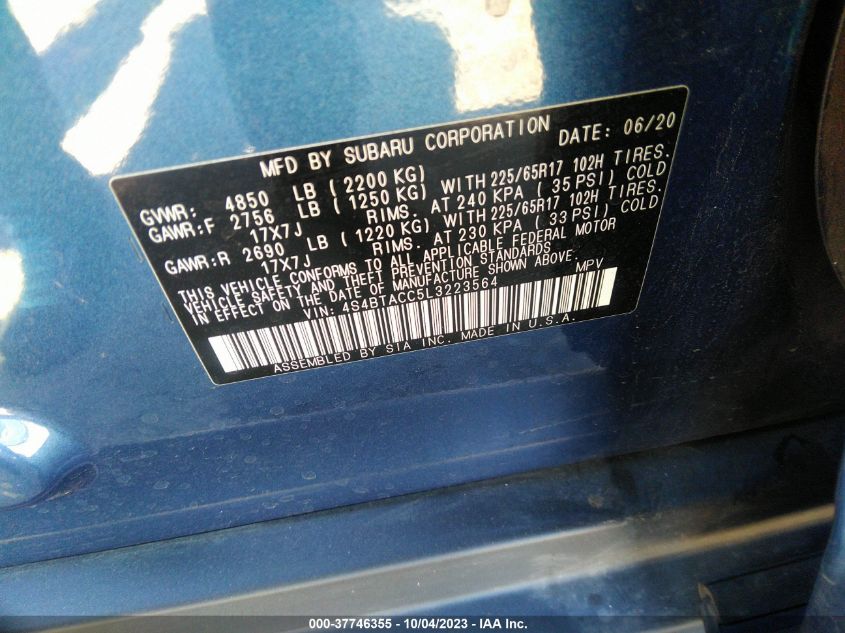 MFD BY SUBARU CORPORATION DATE: 06/20
GVWR: 4850 LB (2200 KG)
GAWR:F 2756 LB (1250 KG) WITH 225/65R17 102H TIRES.
17X7J RIMS. AT 240 KPA (35 PSI) COLD
GAWR:R 2690 LB (1220 KG) WITH 225/65R17 102H TIRES.
17X7J RIMS. AT 230 KPA (33 PSI) COLD
THIS VEHICLE CONFORMS TO ALL APPLICABLE FEDERAL MOTOR
VEHICLE SAFETY AND THEFT PREVENTION STANDARDS
IN EFFECT ON THE DATE OF MANUFACTURE SHOWN ABOVE.
VIN: 4S4BTACC5L3223564 MPV
ASSEMBLED BY SIA INC. MADE IN U.S.A.
000-37746355 - 10/04/2023 - IAA Inc.